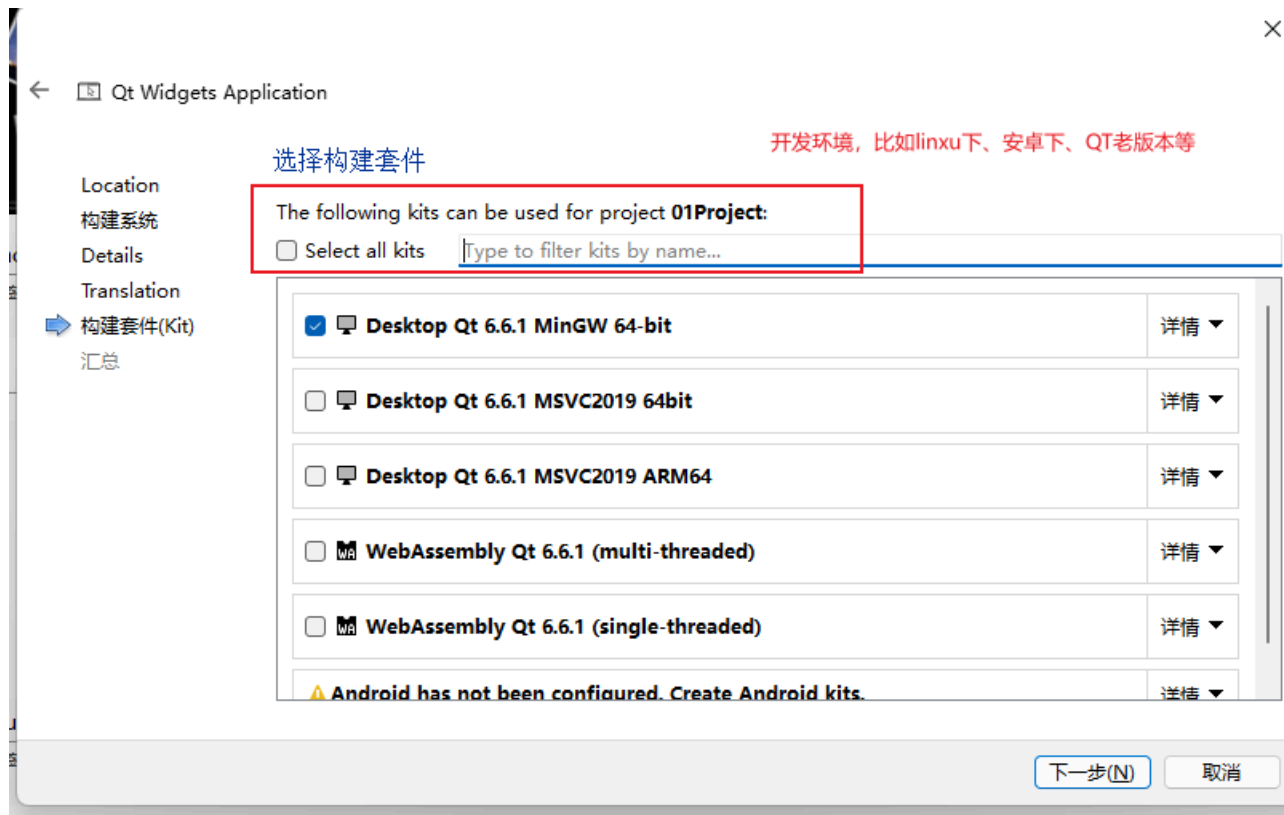 Qt Widgets Application
开发环境，比如linxu下、安卓下、QT老版本等
选择构建套件
Location
构建系统
Details
Translation
构建套件(Kit)
汇总
The following kits can be used for project 01Project:
Select all kits
Type to filter kits by name...
Desktop Qt 6.6.1 MinGW 64-bit
详情
Desktop Qt 6.6.1 MSVC2019 64bit
详情
Desktop Qt 6.6.1 MSVC2019 ARM64
详情
WebAssembly Qt 6.6.1 (multi-threaded)
详情
WebAssembly Qt 6.6.1 (single-threaded)
详情
Android has not been configured. Create Android kits.
详情
下一步(N)
取消